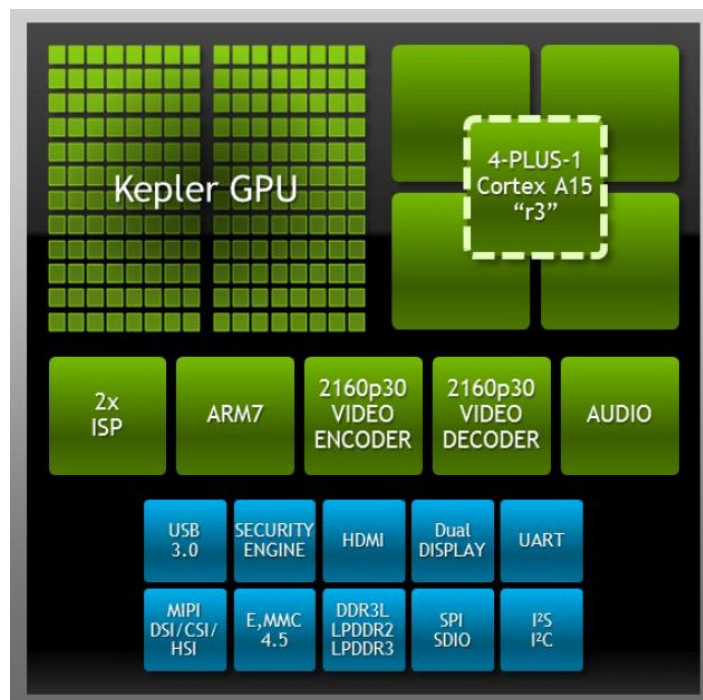 Kepler GPU
4-PLUS-1
Cortex A15
“r3”
2x
ISP
ARM7
2160p30
VIDEO
ENCODER
2160p30
VIDEO
DECODER
AUDIO
USB
3.0
SECURITY
ENGINE
HDMI
Dual
DISPLAY
UART
MIPI
DSI/CSI/
HSI
E,MMC
4.5
DDR3L
LPDDR2
LPDDR3
SPI
SDIO
I²S
I²C